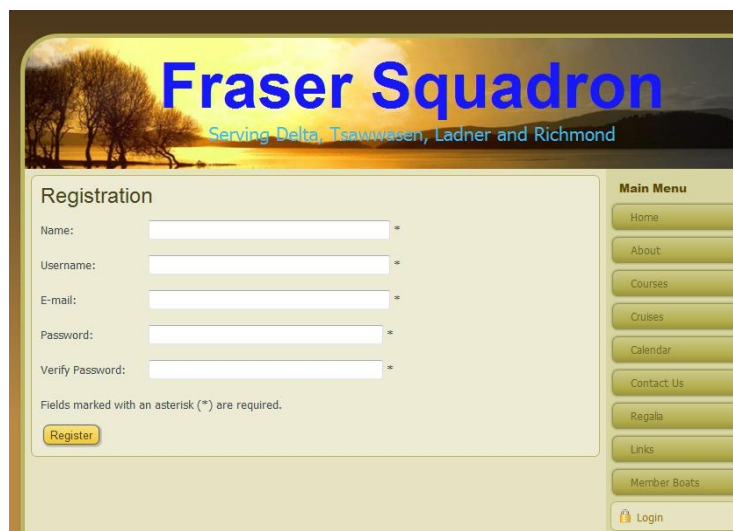 Fraser Squadron
Serving Delta, Tsawwasen, Ladner and Richmond
Registration
Name: *
Username: *
E-mail: *
Password: *
Verify Password: *
Fields marked with an asterisk (*) are required.
Register
Main Menu
Home
About
Courses
Cruises
Calendar
Contact Us
Regalia
Links
Member Boats
Login